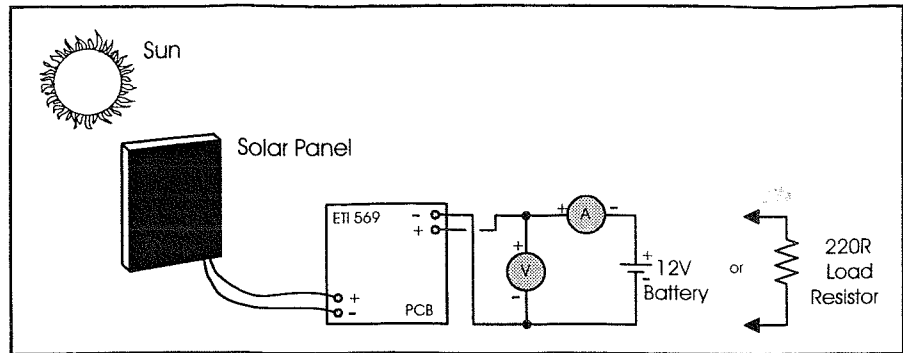 Sun
Solar Panel
ETI 569
-
+
+
-
PCB
+
-
A
+
V
-
+
-
12V
Battery
or
220R
Load
Resistor